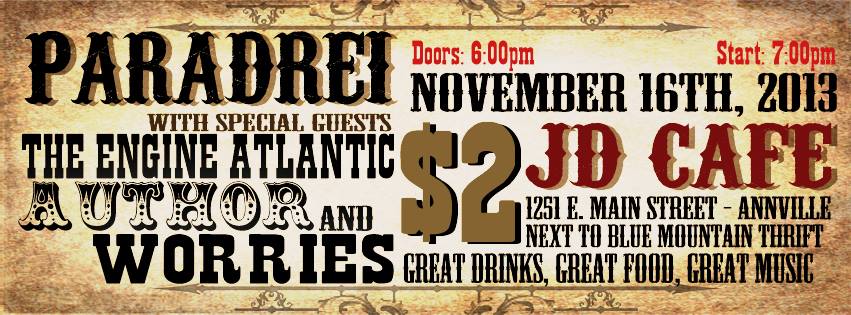 PARADREI
WITH SPECIAL GUESTS
THE ENGINE ATLANTIC
AUTHOR AND
WORRIES
Doors: 6:00pm Start: 7:00pm
NOVEMBER 16TH, 2013
$2 JD CAFE
1251 E. MAIN STREET - ANNVILLE
NEXT TO BLUE MOUNTAIN THRIFT
GREAT DRINKS, GREAT FOOD, GREAT MUSIC